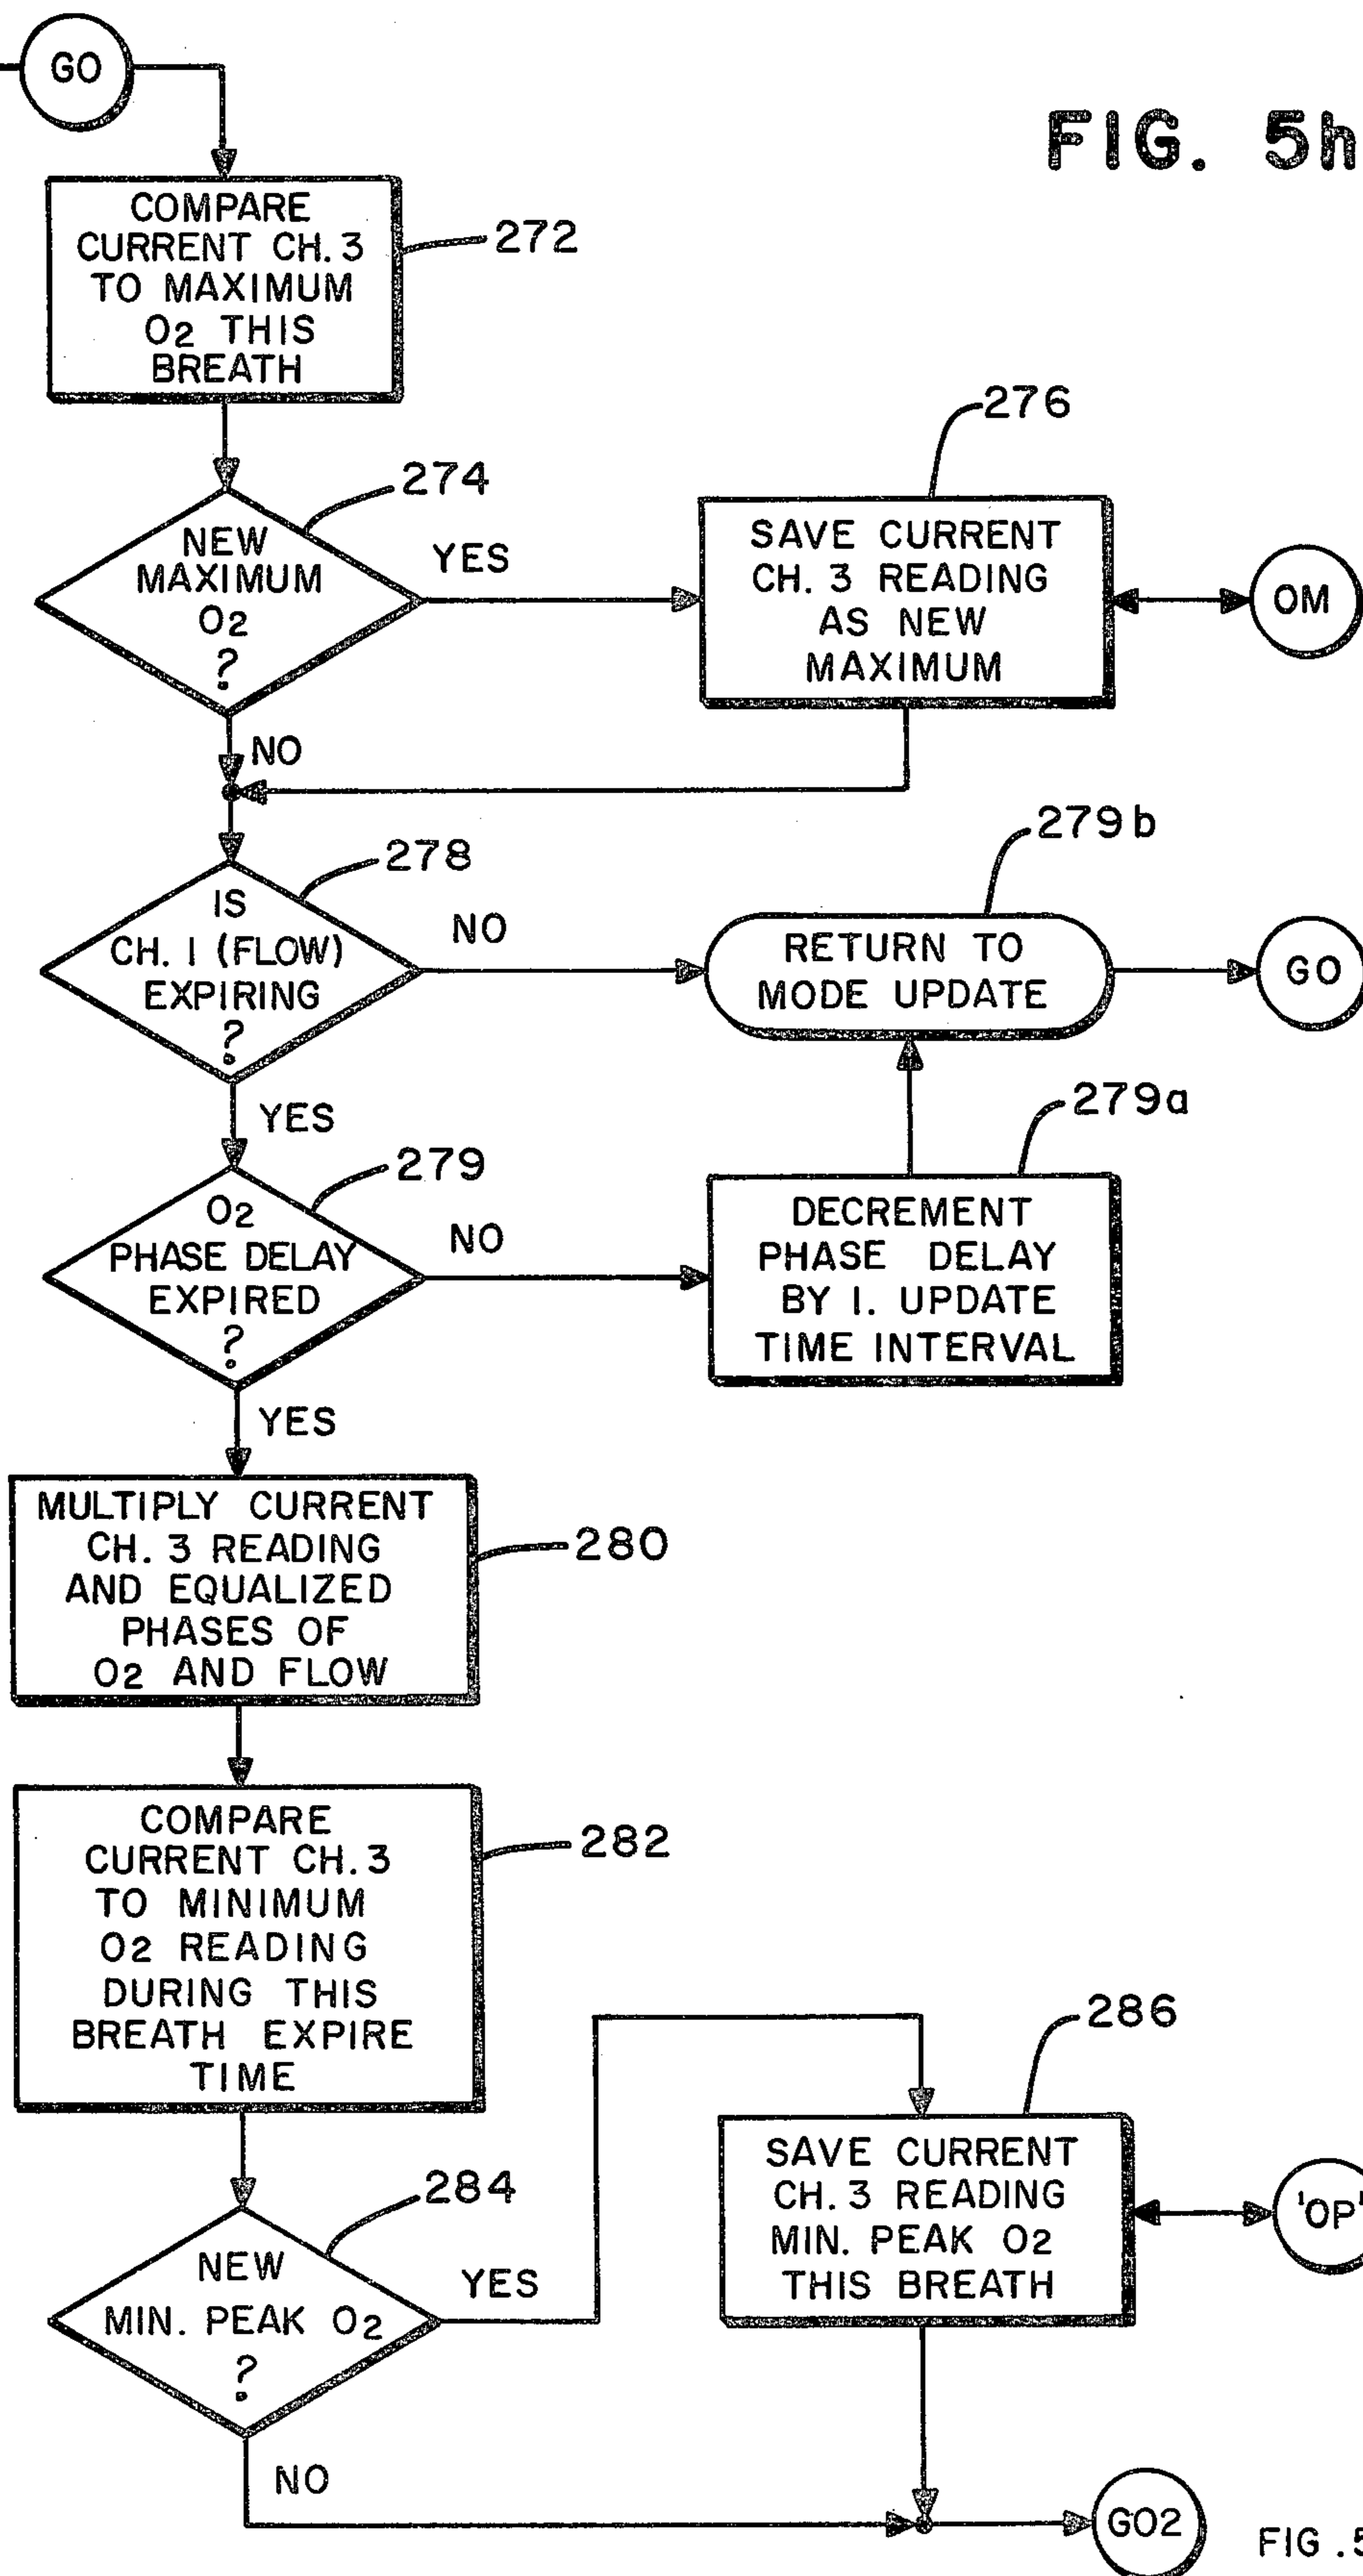 GO
FIG. 5h
COMPARE
CURRENT CH. 3
TO MAXIMUM
O2 THIS
BREATH
272
274
NEW
MAXIMUM
O2
?
YES
276
SAVE CURRENT
CH. 3 READING
AS NEW
MAXIMUM
OM
NO
278
IS
CH. 1 (FLOW)
EXPIRING
?
NO
279b
RETURN TO
MODE UPDATE
GO
YES
279
O2
PHASE DELAY
EXPIRED
?
NO
279a
DECREMENT
PHASE DELAY
BY 1. UPDATE
TIME INTERVAL
YES
MULTIPLY CURRENT
CH. 3 READING
AND EQUALIZED
PHASES OF
O2 AND FLOW
280
COMPARE
CURRENT CH. 3
TO MINIMUM
O2 READING
DURING THIS
BREATH EXPIRE
TIME
282
284
NEW
MIN. PEAK O2
?
YES
286
SAVE CURRENT
CH. 3 READING
MIN. PEAK O2
THIS BREATH
'OP'
NO
GO2
FIG. 5